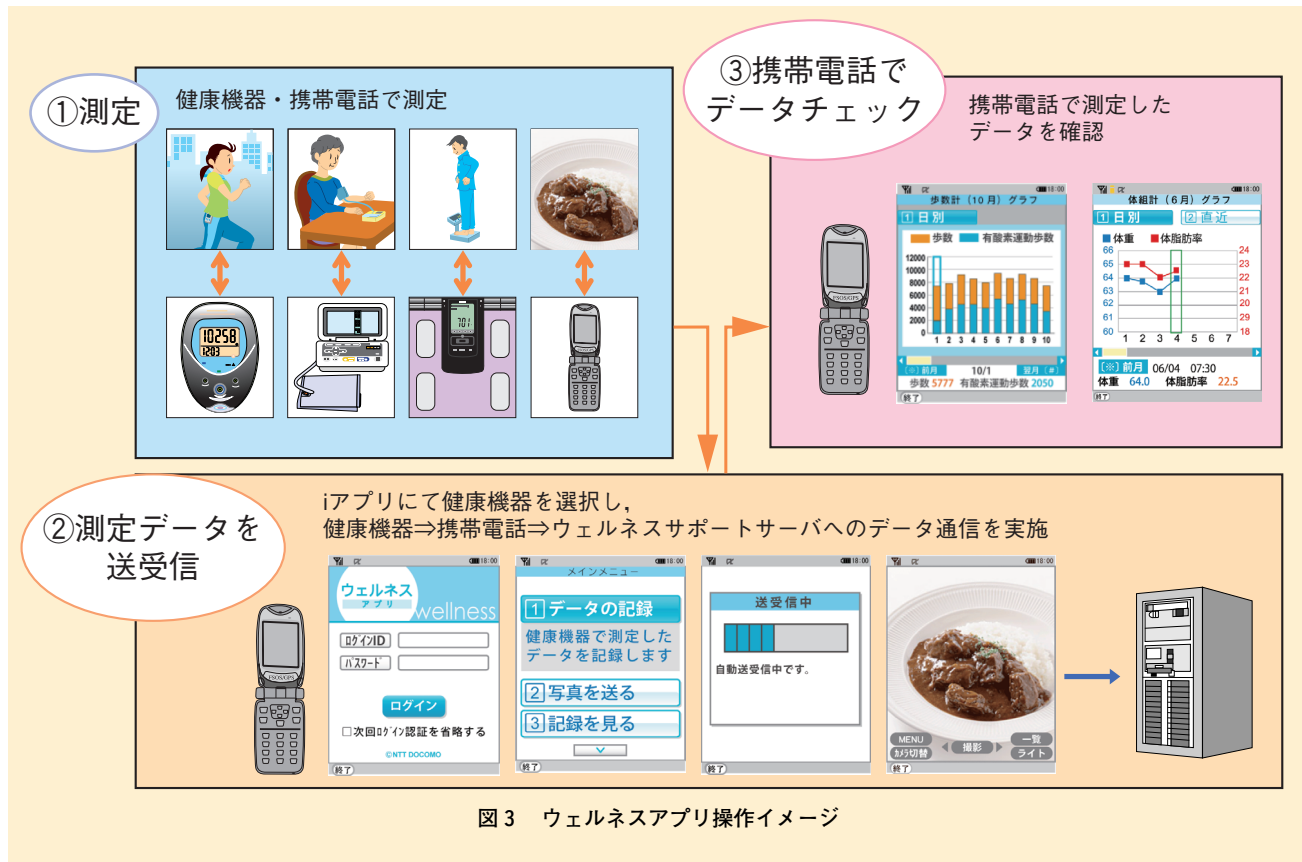 ①測定
健康機器・携帯電話で測定
10258
1203
701
③携帯電話で
データチェック
携帯電話で測定した
データを確認
FSOS/GPS
18:00
歩数計（10月）グラフ
1 日別
歩数 有酸素運動歩数
12000
10000
8000
6000
4000
2000
0
1 2 3 4 5 6 7 8 9 10
[※] 前月 10/1 翌月 [#]
歩数 5777 有酸素運動歩数 2050
終了
18:00
体組計（6月）グラフ
1 日別 2 直近
体重 体脂肪率
66 24
65 23
64 22
63 21
62 20
61 29
60 18
1 2 3 4 5 6 7
[※] 前月 06/04 07:30
体重 64.0 体脂肪率 22.5
終了
②測定データを
送受信
iアプリにて健康機器を選択し，
健康機器⇒携帯電話⇒ウェルネスサポートサーバへのデータ通信を実施
FSOS/GPS
18:00
ウェルネス
アプリ
wellness
ﾛｸﾞｲﾝID
ﾊﾟｽﾜｰﾄﾞ
ログイン
□次回ﾛｸﾞｲﾝ認証を省略する
©NTT DOCOMO
終了
18:00
メインメニュー
1 データの記録
健康機器で測定した
データを記録します
2 写真を送る
3 記録を見る
終了
18:00
送受信中
自動送受信中です。
終了
18:00
MENU 一覧
撮影
ｶﾒﾗ切替 ライト
終了
図3 ウェルネスアプリ操作イメージ